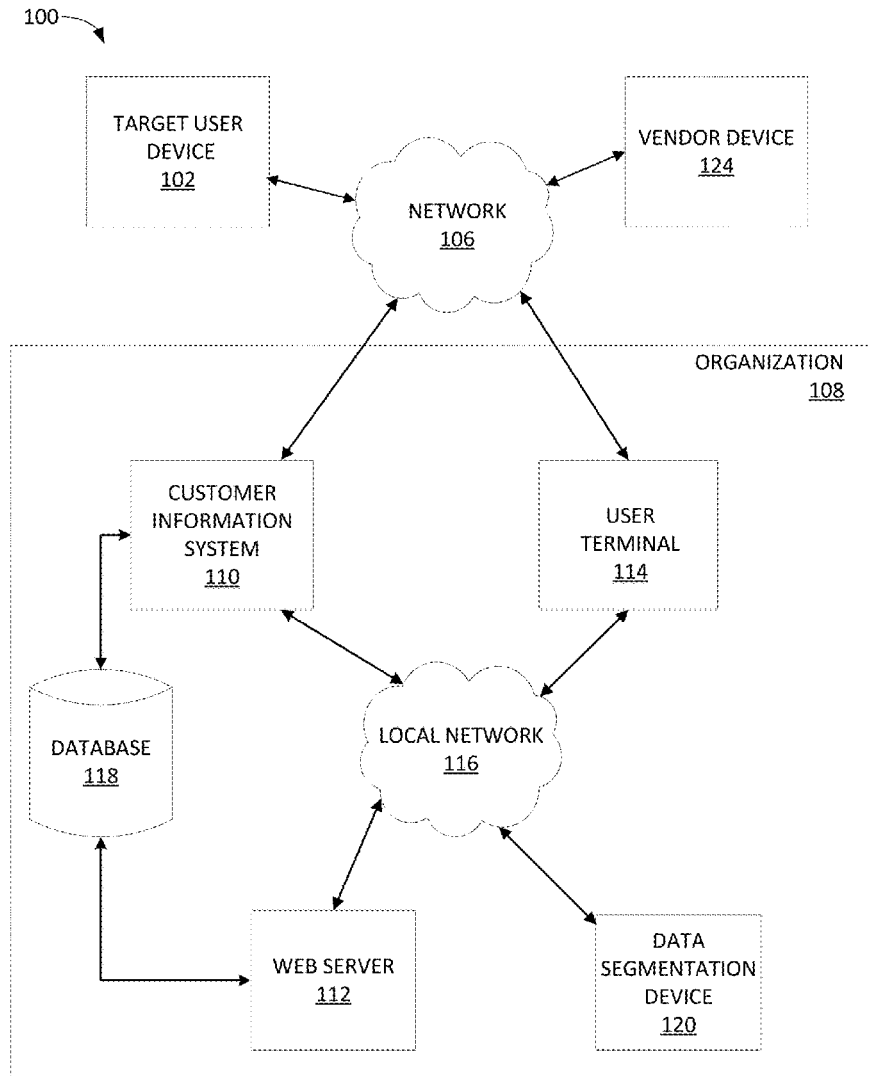 100
TARGET USER
DEVICE
102
VENDOR DEVICE
124
NETWORK
106
ORGANIZATION
108
CUSTOMER
INFORMATION
SYSTEM
110
USER
TERMINAL
114
DATABASE
118
LOCAL NETWORK
116
WEB SERVER
112
DATA
SEGMENTATION
DEVICE
120